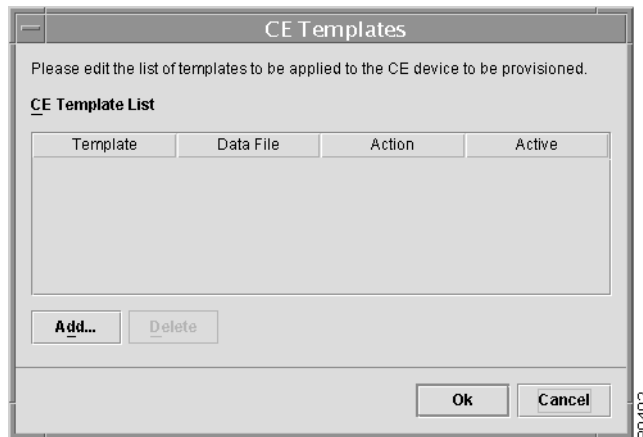 CE Templates
Please edit the list of templates to be applied to the CE device to be provisioned.
CE Template List
Template Data File Action Active
Add... Delete
Ok Cancel